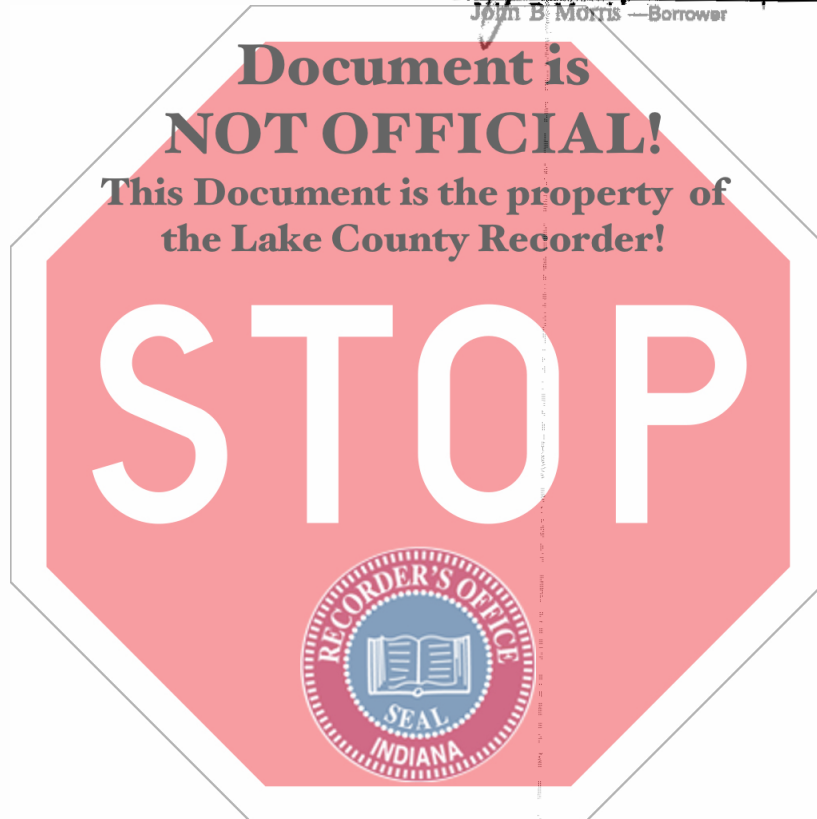 John B Morris —Borrower
Document is
NOT OFFICIAL!
This Document is the property of
the Lake County Recorder!
STOP
RECORDER'S OFFICE
SEAL
INDIANA